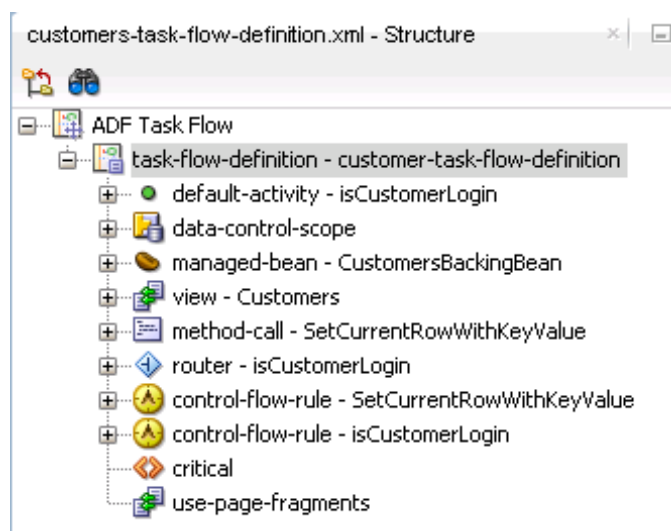 customers-task-flow-definition.xml - Structure
ADF Task Flow
task-flow-definition - customer-task-flow-definition
default-activity - isCustomerLogin
data-control-scope
managed-bean - CustomersBackingBean
view - Customers
method-call - SetCurrentRowWithKeyValue
router - isCustomerLogin
control-flow-rule - SetCurrentRowWithKeyValue
control-flow-rule - isCustomerLogin
critical
use-page-fragments